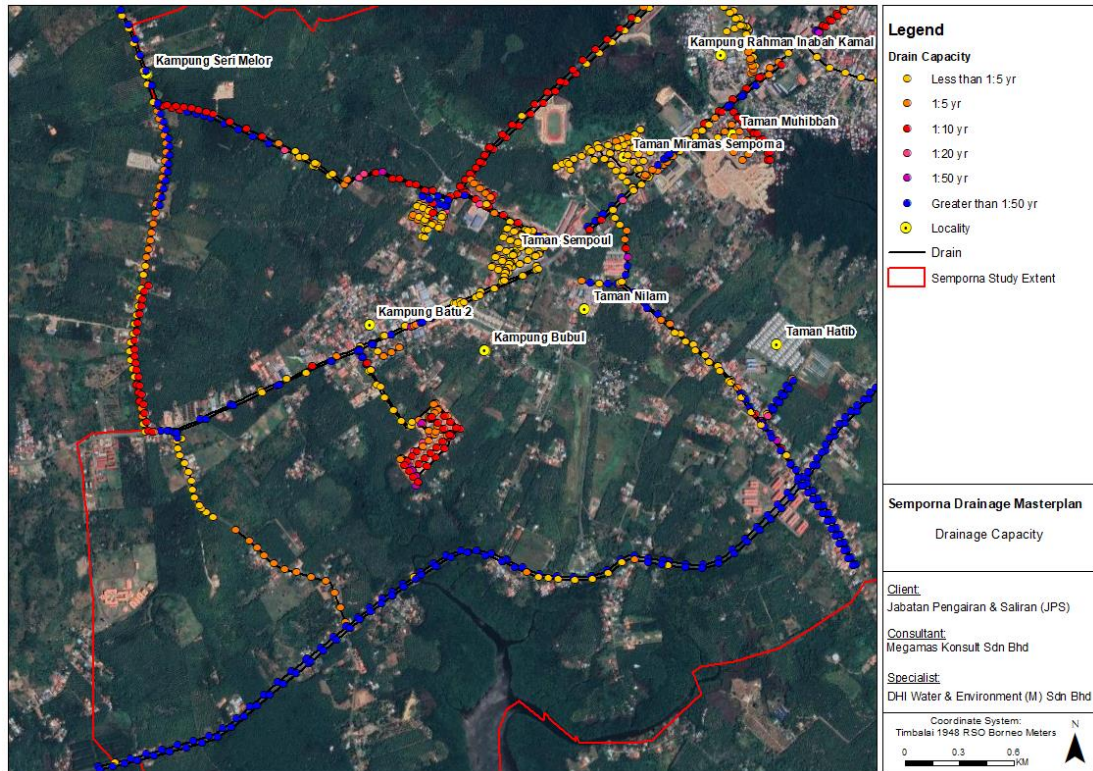 Kampung Seri Melor
Kampung Rahman Inabah Kamal
Taman Muhibbah
Taman Miramas Semporna
Taman Sempoul
Taman Nilam
Kampung Batu 2
Kampung Bubul
Taman Hatib
Legend
Drain Capacity
Less than 1:5 yr
1:5 yr
1:10 yr
1:20 yr
1:50 yr
Greater than 1:50 yr
Locality
Drain
Semporna Study Extent
Semporna Drainage Masterplan
Drainage Capacity
Client:
Jabatan Pengairan & Saliran (JPS)
Consultant:
Megamas Konsult Sdn Bhd
Specialist:
DHI Water & Environment (M) Sdn Bhd
Coordinate System:
Timbalai 1948 RSO Borneo Meters
N
0 0.3 0.6
KM